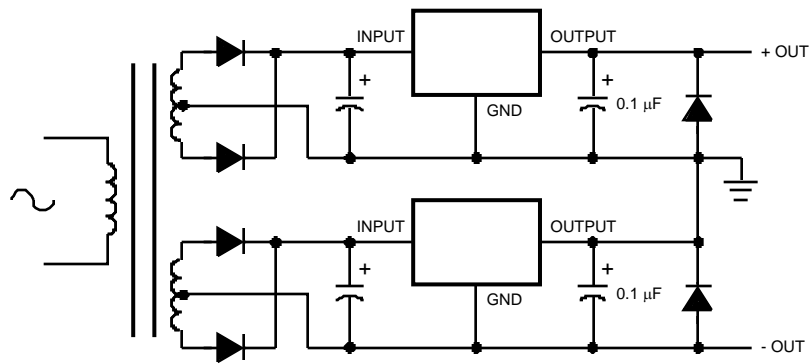 INPUT
OUTPUT
+ OUT
+
+
0.1 μF
GND
INPUT
OUTPUT
+
+
0.1 μF
GND
- OUT